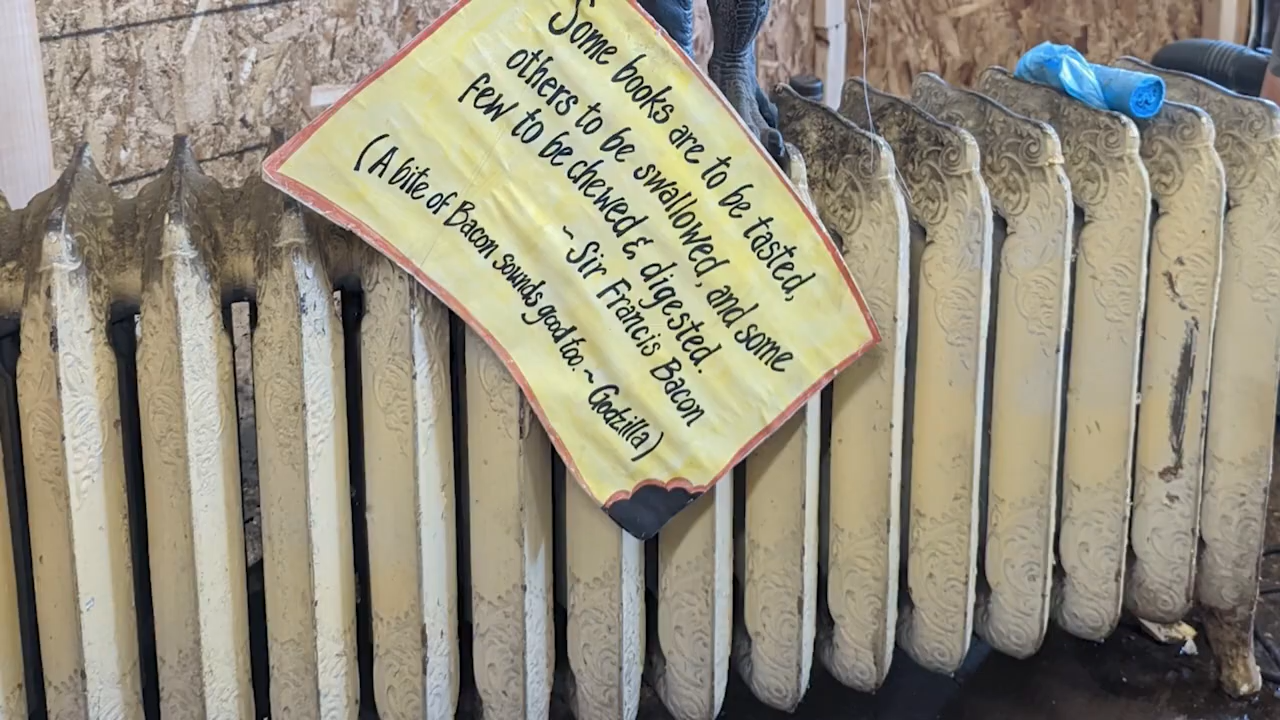 Some books are to be tasted,
others to be swallowed, and some
few to be chewed & digested.
~ Sir Francis Bacon
(A bite of Bacon sounds good too. ~ Godzilla)